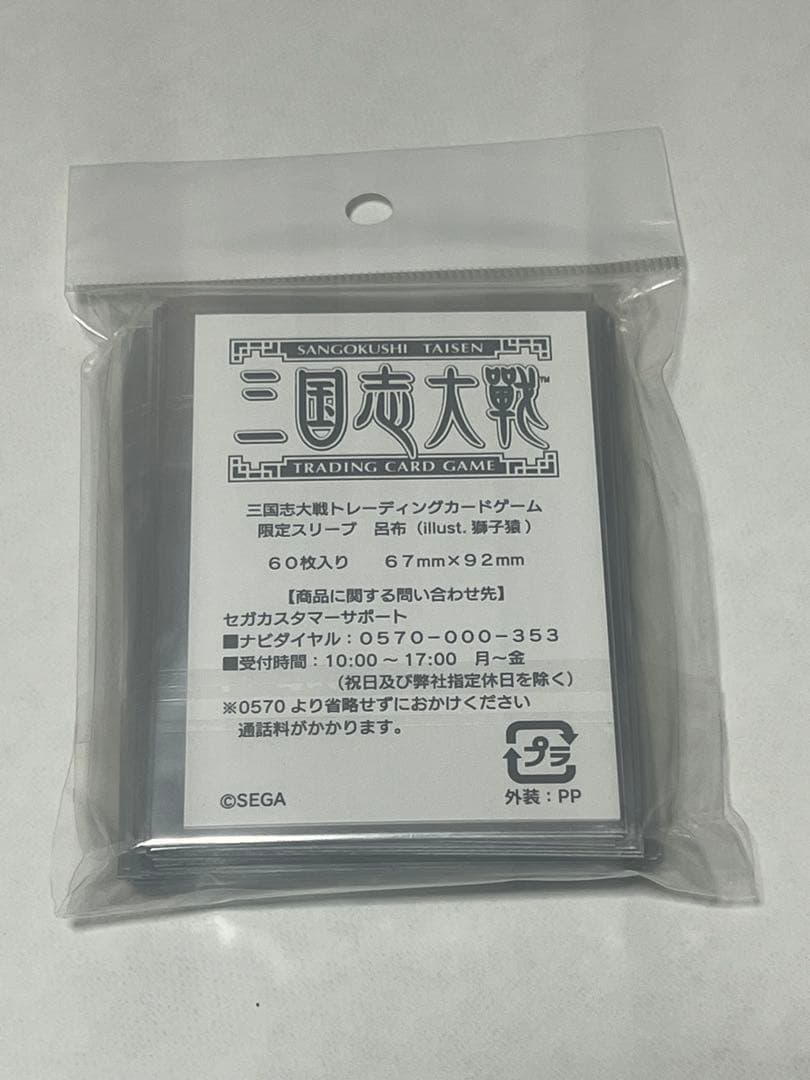 SANGOKUSHI TAISEN
三国志大戦™
TRADING CARD GAME
三国志大戦トレーディングカードゲーム
限定スリーブ　呂布（illust. 獅子猿）
６０枚入り　　６７mm×９２mm
【商品に関する問い合わせ先】
セガカスタマーサポート
■ナビダイヤル：０５７０－０００－３５３
■受付時間：10:00 ～ 17:00　月～金
（祝日及び弊社指定休日を除く）
※0570 より省略せずにおかけください
通話料がかかります。
プラ
©SEGA
外装：PP